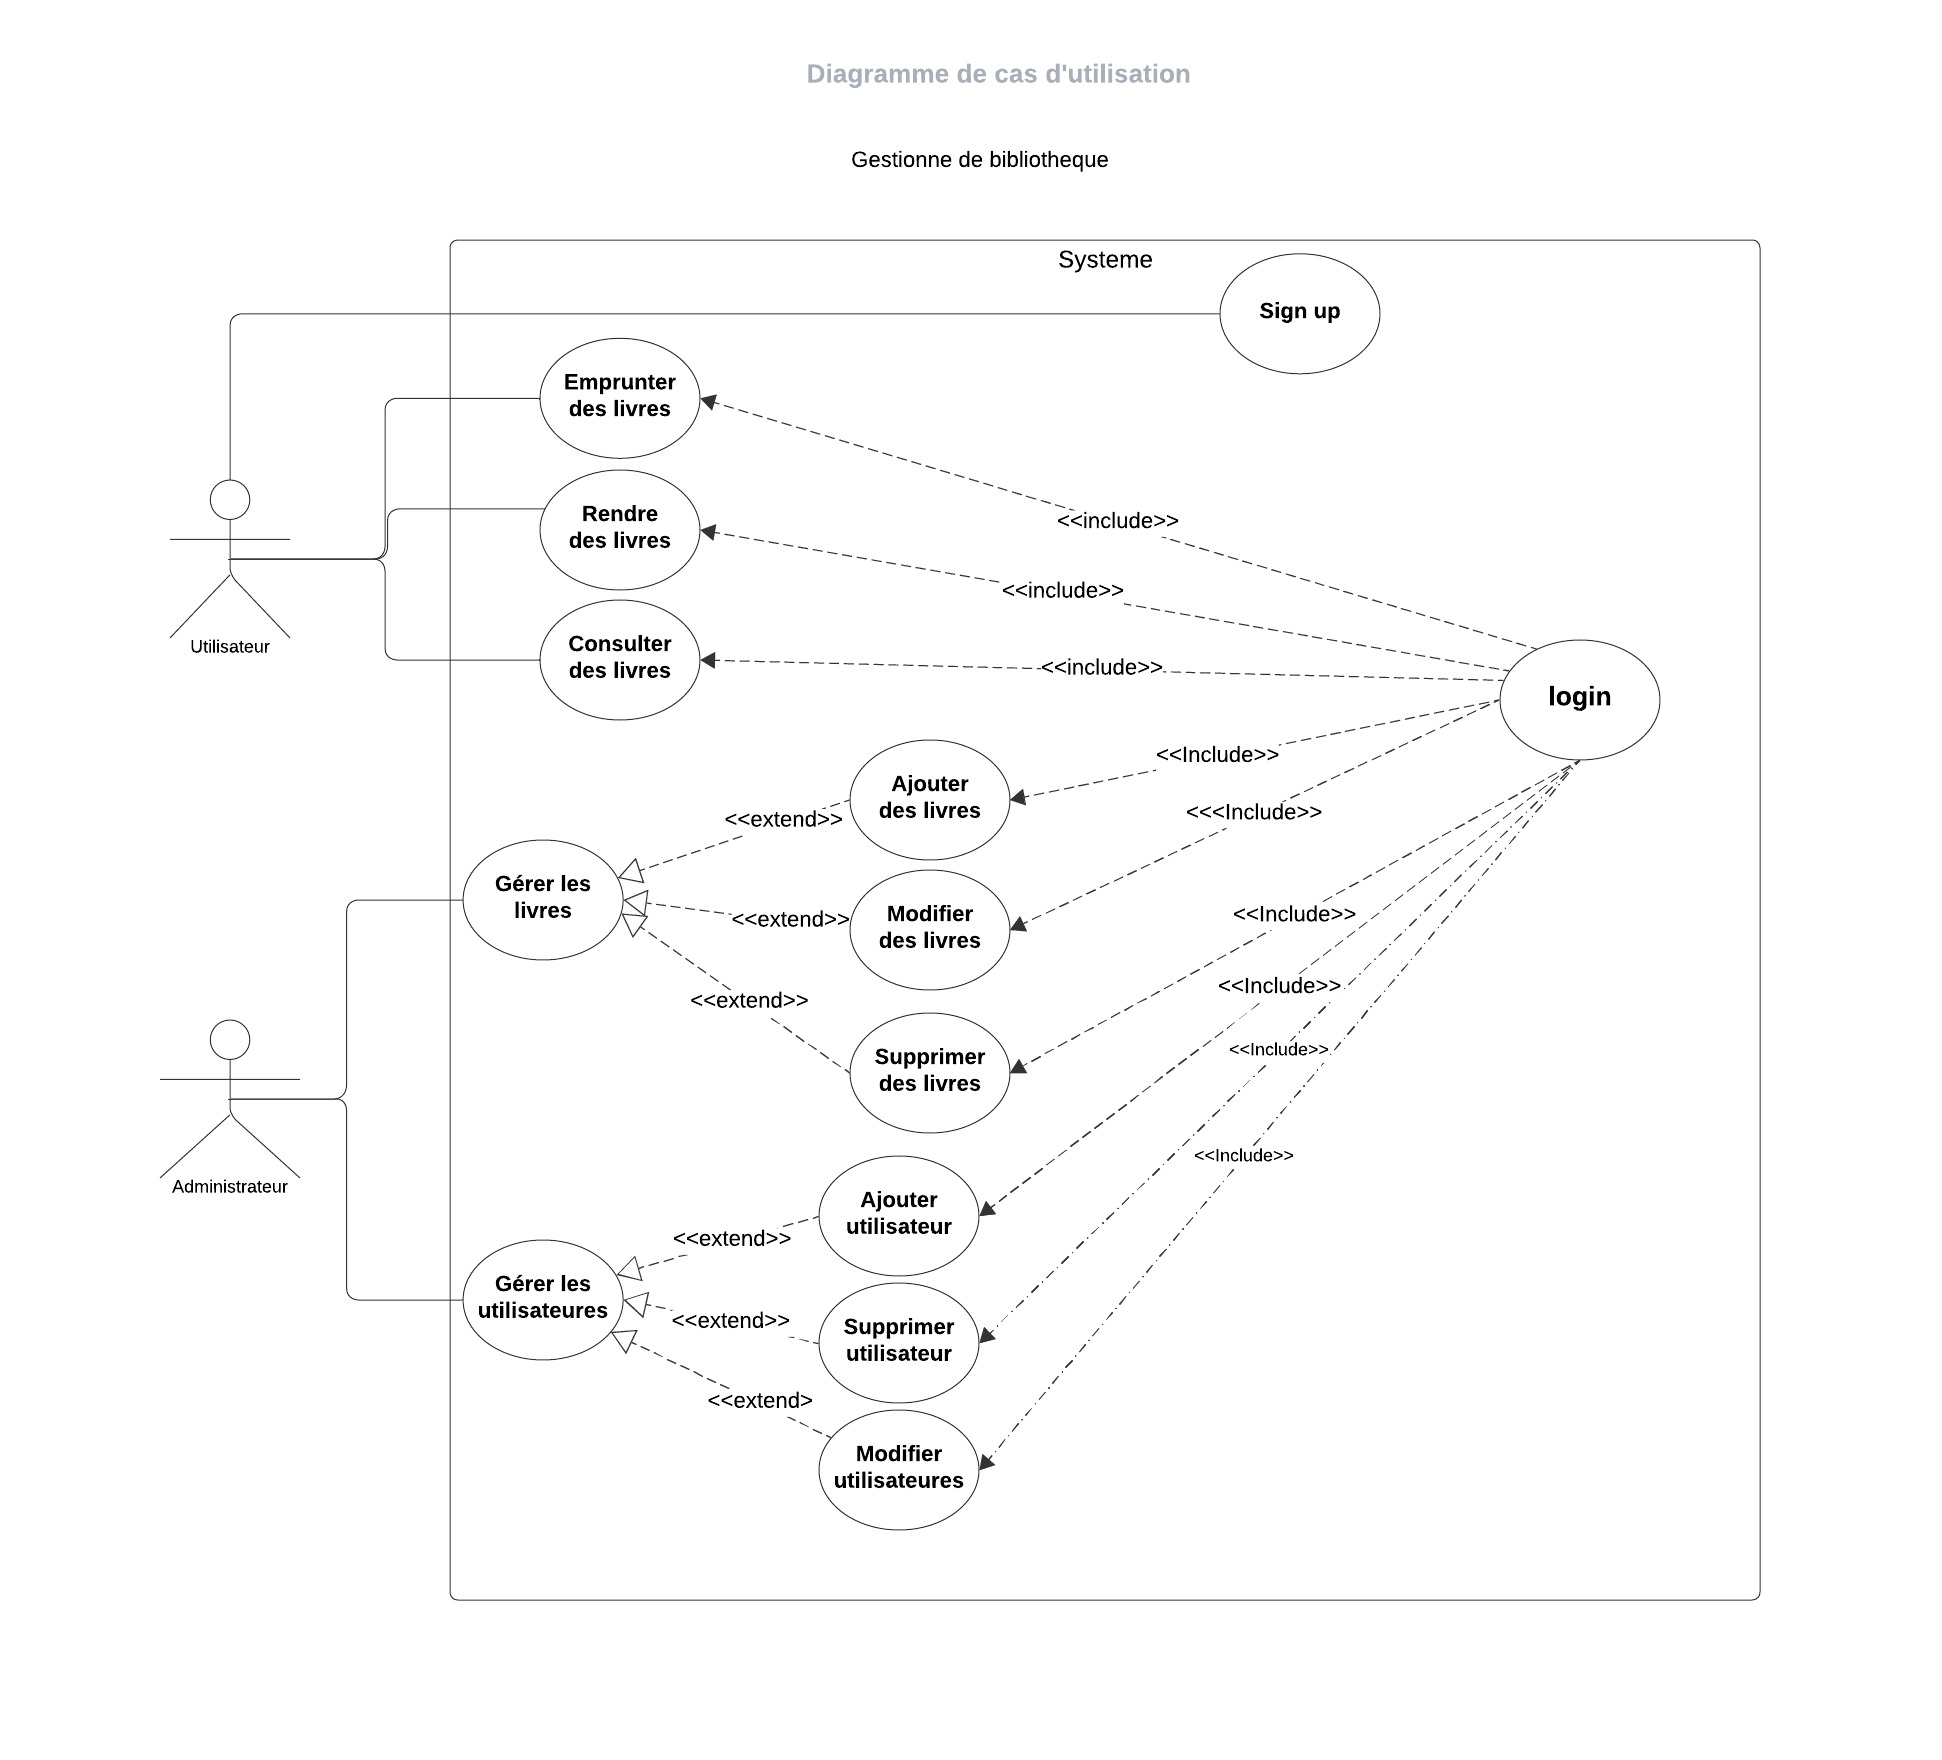 Diagramme de cas d'utilisation
Gestionne de bibliotheque
Systeme
Sign up
Emprunter
des livres
<<include>>
Rendre
des livres
<<include>>
Utilisateur
Consulter
des livres
<<include>>
login
<<Include>>
Ajouter
des livres
<<extend>>
<<<Include>>
Gérer les
livres
<<extend>>
Modifier
des livres
<<Include>>
<<extend>>
<<Include>>
Supprimer
des livres
<<Include>>
<<Include>>
Administrateur
Ajouter
utilisateur
<<extend>>
Gérer les
utilisateures
<<extend>>
Supprimer
utilisateur
<<extend>
Modifier
utilisateures